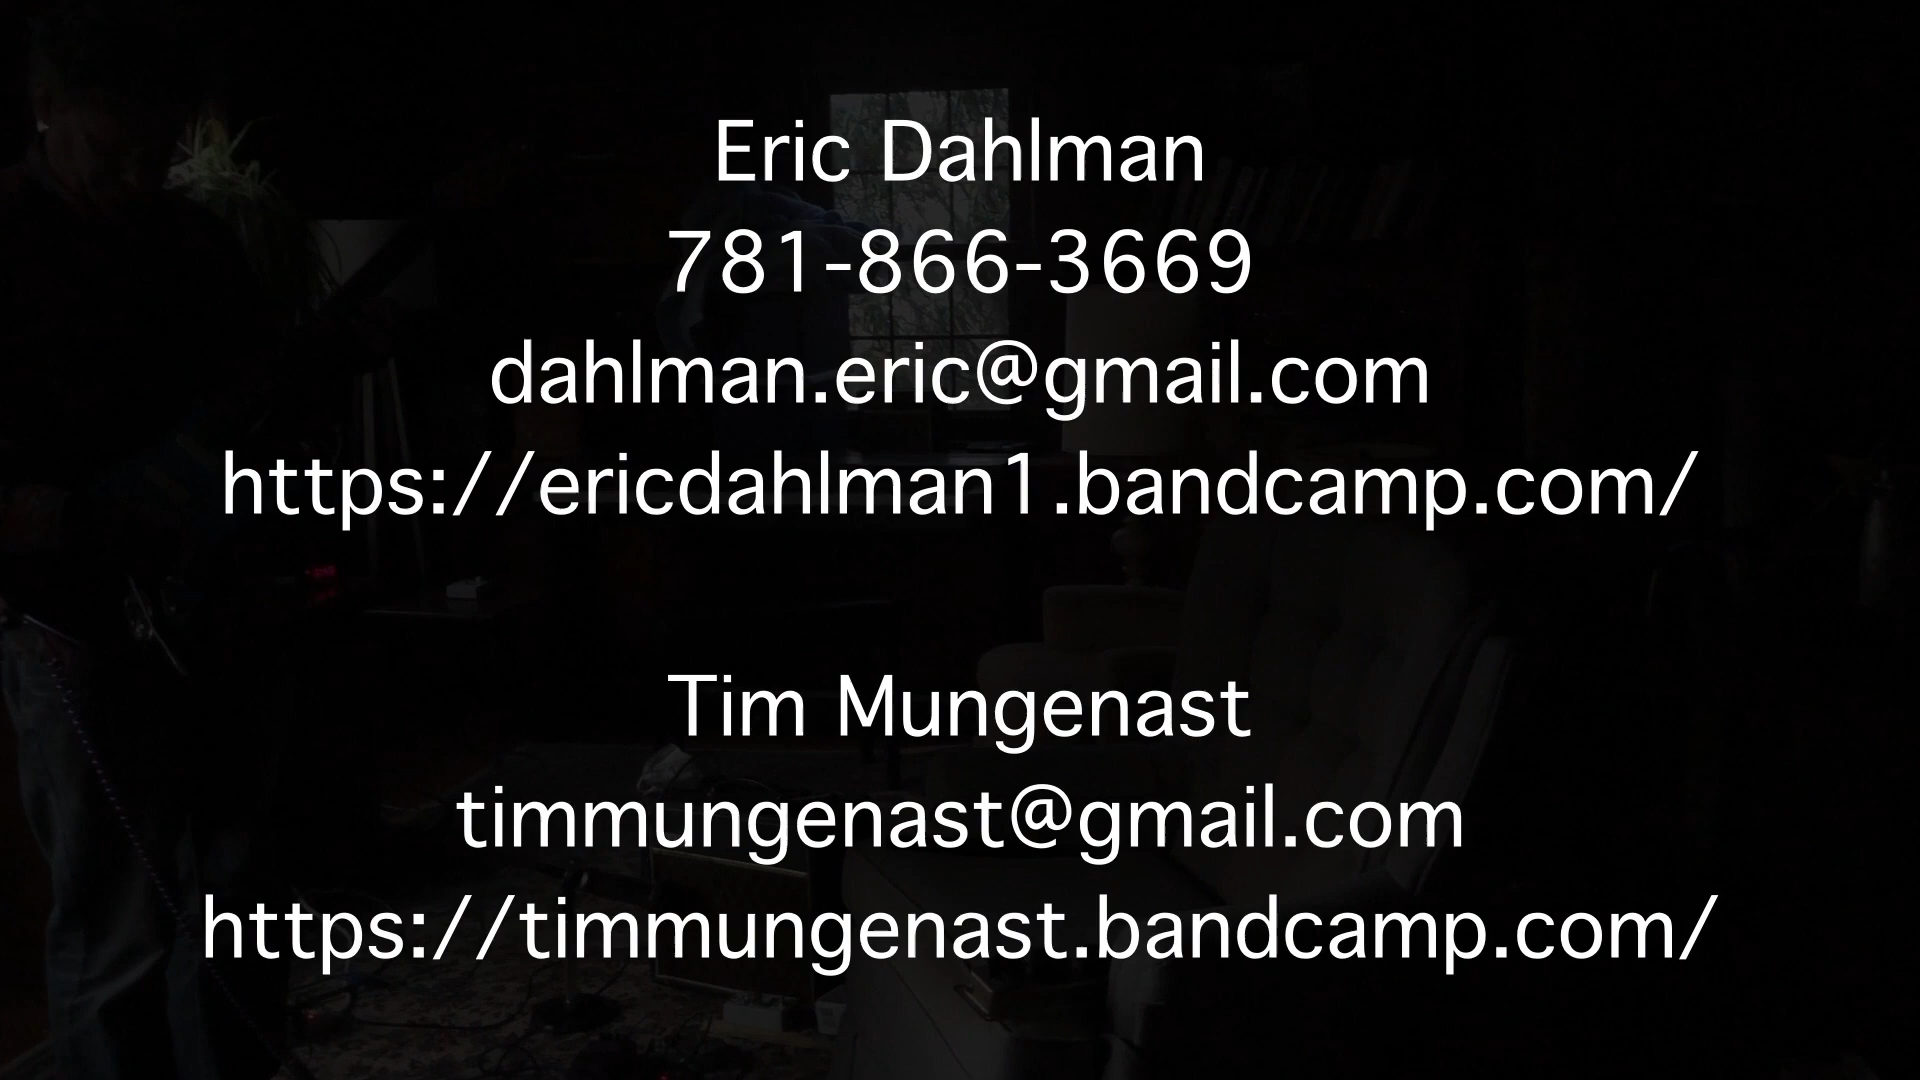 Eric Dahlman
781-866-3669
dahlman.eric@gmail.com
https://ericdahlman1.bandcamp.com/
Tim Mungenast
timmungenast@gmail.com
https://timmungenast.bandcamp.com/